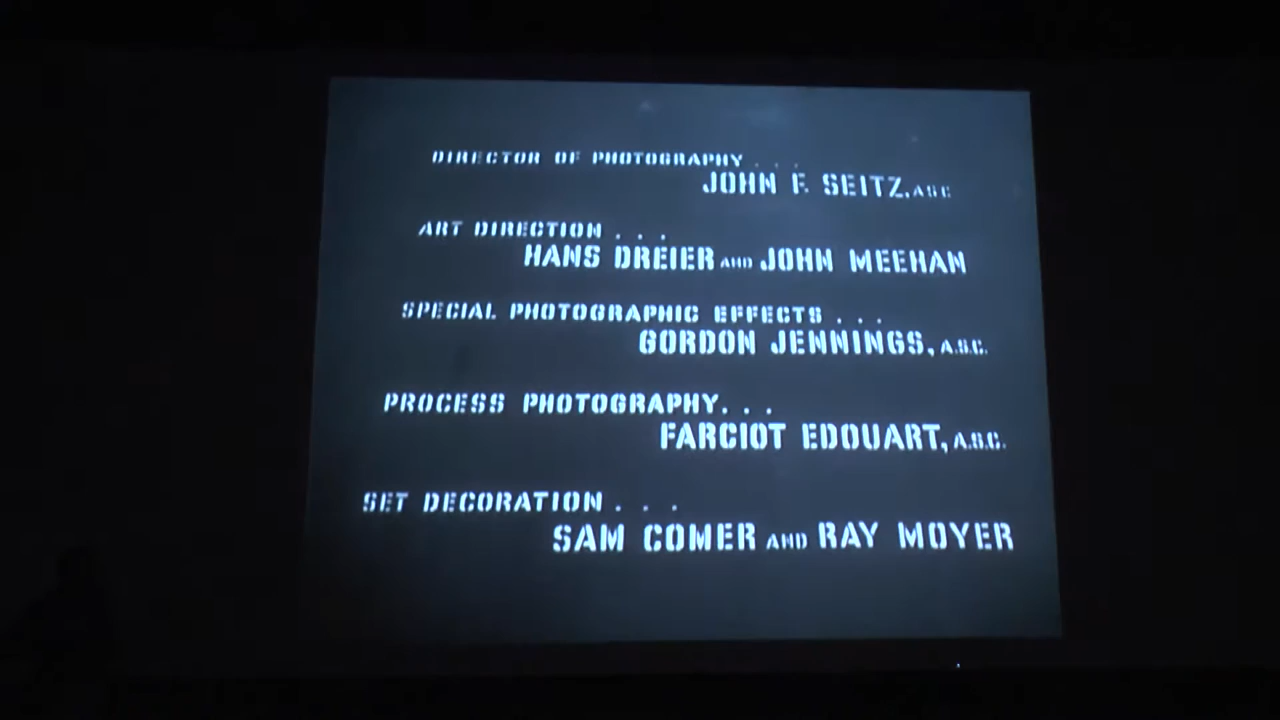 DIRECTOR OF PHOTOGRAPHY . . .
JOHN F. SEITZ, A.S.C.
ART DIRECTION . . .
HANS DREIER AND JOHN MEEHAN
SPECIAL PHOTOGRAPHIC EFFECTS . . .
GORDON JENNINGS, A.S.C.
PROCESS PHOTOGRAPHY. . .
FARCIOT EDOUART, A.S.C.
SET DECORATION . . .
SAM COMER AND RAY MOYER